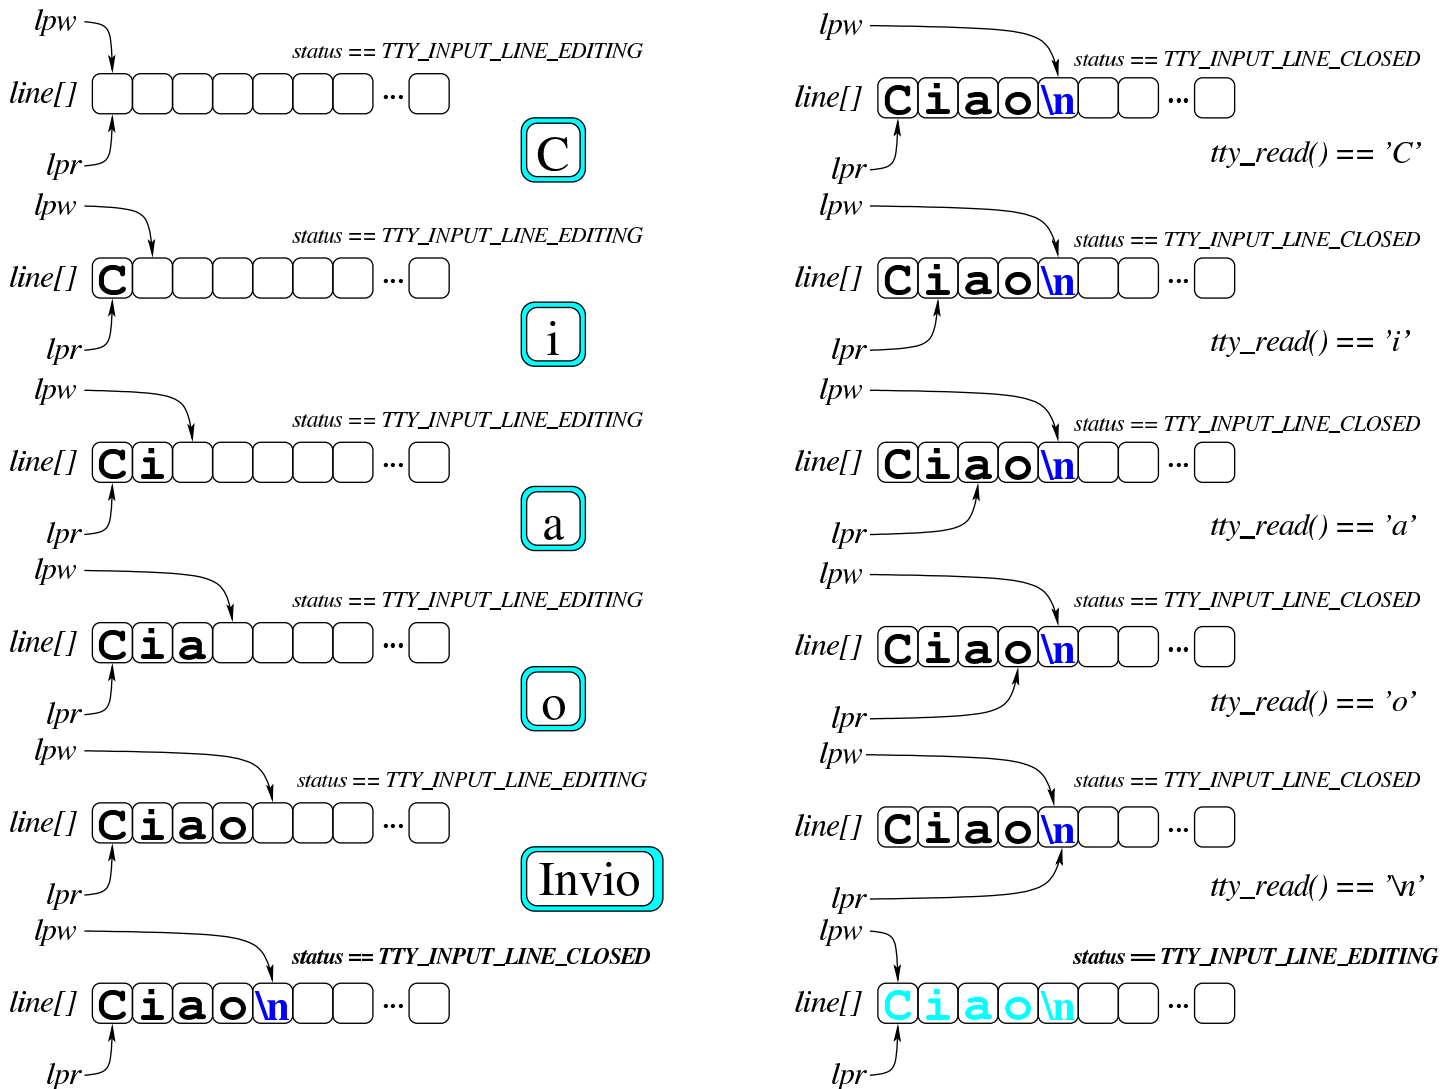 lpw
status == TTY_INPUT_LINE_EDITING
line[] ...
C
lpr
lpw
status == TTY_INPUT_LINE_EDITING
line[] C ...
i
lpr
lpw
status == TTY_INPUT_LINE_EDITING
line[] C i ...
a
lpr
lpw
status == TTY_INPUT_LINE_EDITING
line[] C i a ...
o
lpr
lpw
status == TTY_INPUT_LINE_EDITING
line[] C i a o ...
Invio
lpr
lpw
status == TTY_INPUT_LINE_CLOSED
line[] C i a o \n ...
lpr
lpw
status == TTY_INPUT_LINE_CLOSED
line[] C i a o \n ...
tty_read() == 'C'
lpr
lpw
status == TTY_INPUT_LINE_CLOSED
line[] C i a o \n ...
tty_read() == 'i'
lpr
lpw
status == TTY_INPUT_LINE_CLOSED
line[] C i a o \n ...
tty_read() == 'a'
lpr
lpw
status == TTY_INPUT_LINE_CLOSED
line[] C i a o \n ...
tty_read() == 'o'
lpr
lpw
status == TTY_INPUT_LINE_CLOSED
line[] C i a o \n ...
tty_read() == '\n'
lpr
lpw
status == TTY_INPUT_LINE_EDITING
line[] C i a o \n ...
lpr